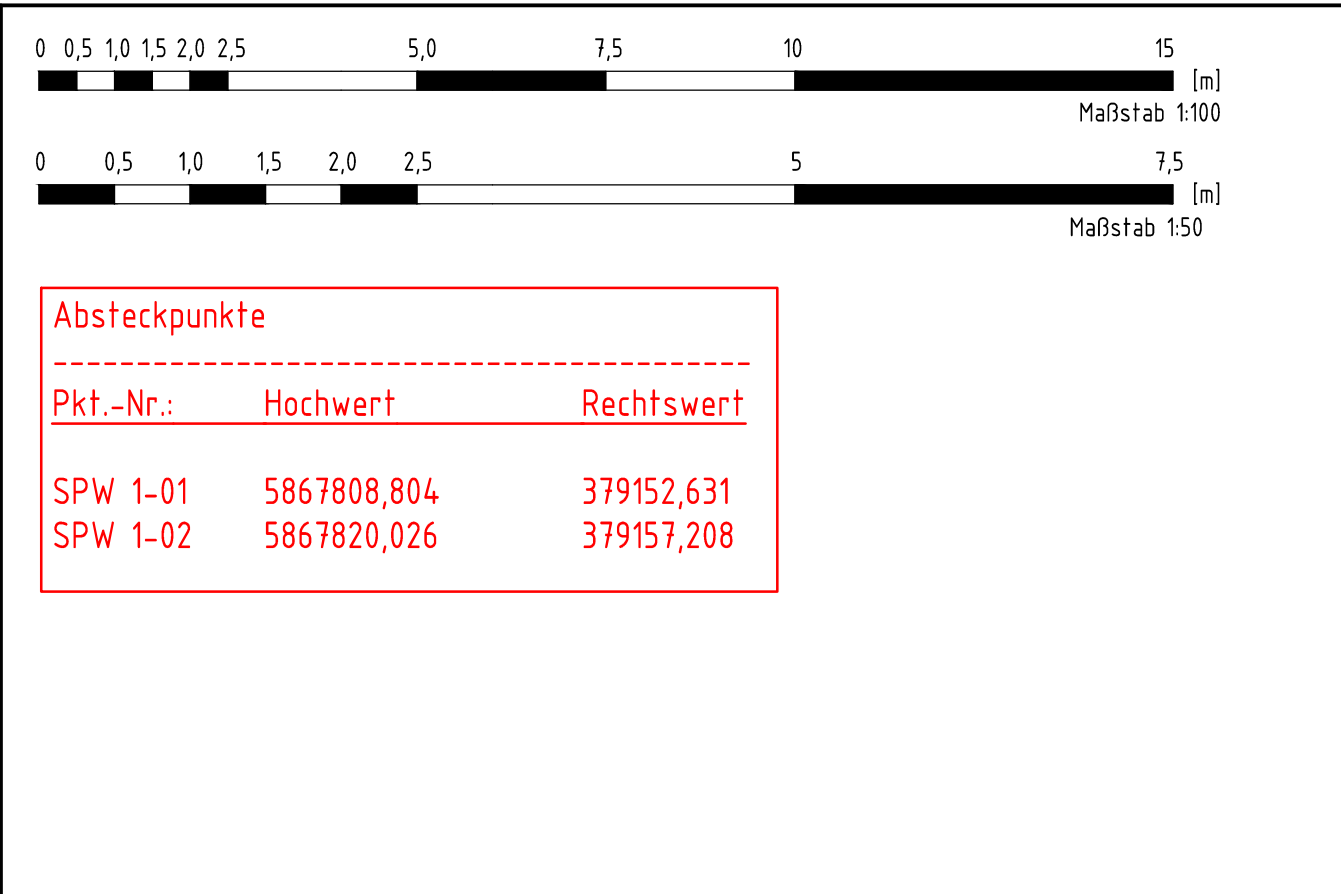 0 0,5 1,0 1,5 2,0 2,5 5,0 7,5 10 15
[m]
Maßstab 1:100
0 0,5 1,0 1,5 2,0 2,5 5 7,5
[m]
Maßstab 1:50
Absteckpunkte
------------------------------------------
Pkt.-Nr.: Hochwert Rechtswert
SPW 1-01 5867808,804 379152,631
SPW 1-02 5867820,026 379157,208